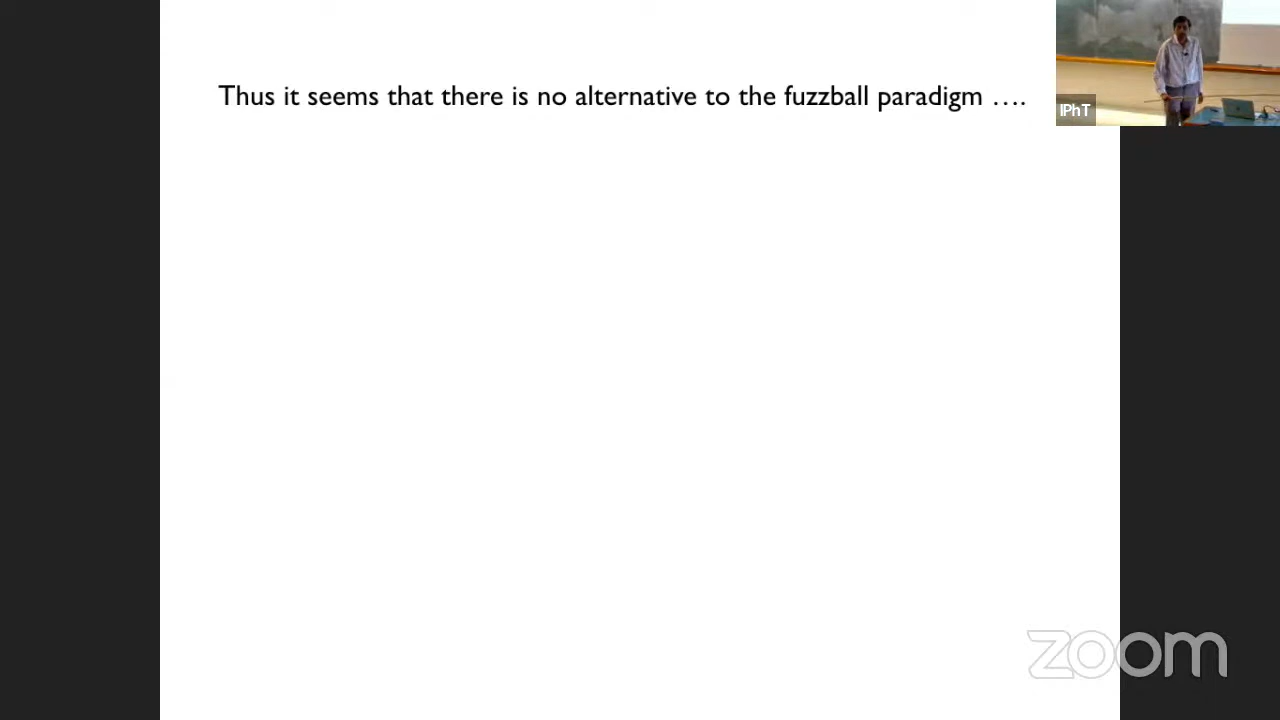 Thus it seems that there is no alternative to the fuzzball paradigm ….
IPhT
zoom